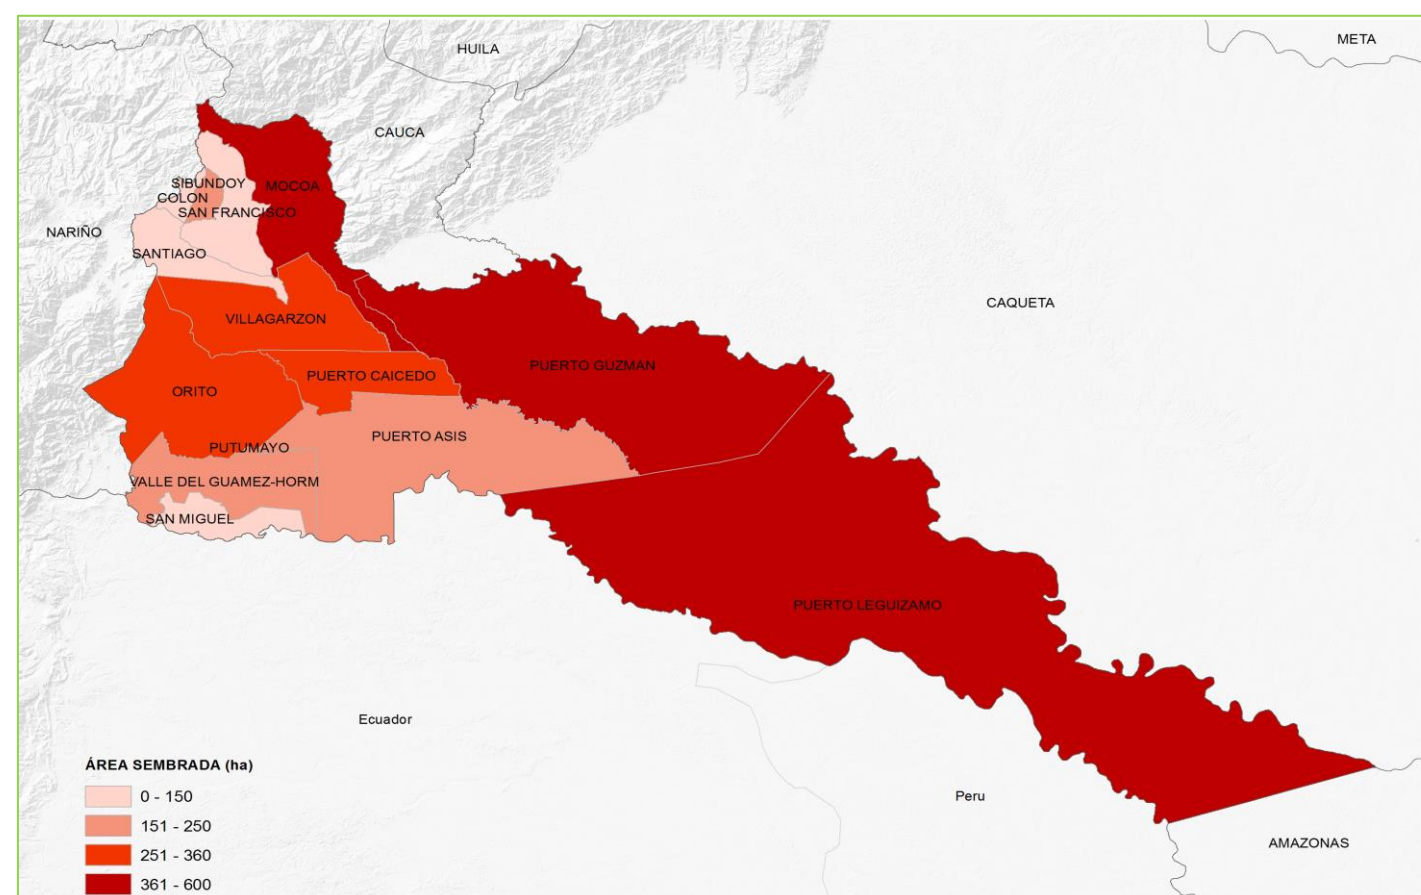 HUILA
META
CAUCA
SIBUNDOY
MOCOA
COLON
SAN FRANCISCO
NARIÑO
SANTIAGO
CAQUETA
VILLAGARZON
PUERTO GUZMAN
PUERTO CAICEDO
ORITO
PUERTO ASIS
PUTUMAYO
VALLE DEL GUAMEZ-HORM
SAN MIGUEL
PUERTO LEGUIZAMO
Ecuador
Peru
AMAZONAS
ÁREA SEMBRADA (ha)
0 - 150
151 - 250
251 - 360
361 - 600